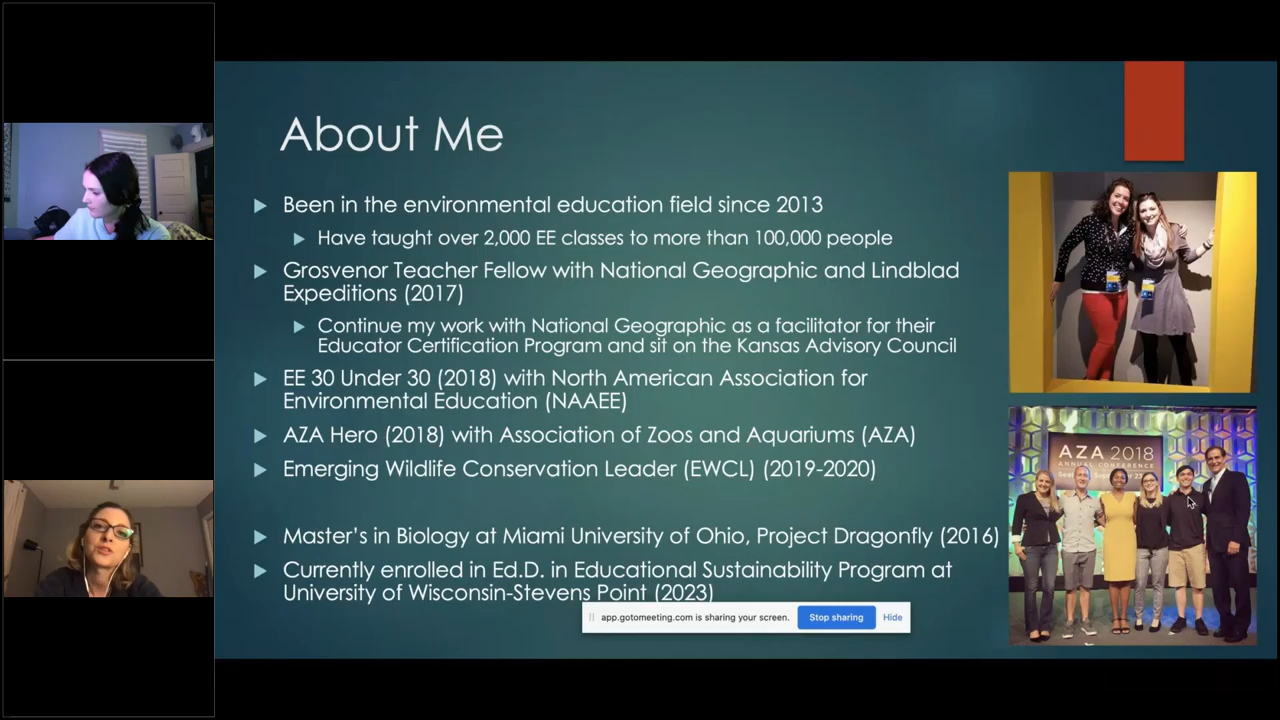 About Me
Been in the environmental education field since 2013
Have taught over 2,000 EE classes to more than 100,000 people
Grosvenor Teacher Fellow with National Geographic and Lindblad
Expeditions (2017)
Continue my work with National Geographic as a facilitator for their
Educator Certification Program and sit on the Kansas Advisory Council
EE 30 Under 30 (2018) with North American Association for
Environmental Education (NAAEE)
AZA Hero (2018) with Association of Zoos and Aquariums (AZA)
Emerging Wildlife Conservation Leader (EWCL) (2019-2020)
Master's in Biology at Miami University of Ohio, Project Dragonfly (2016)
Currently enrolled in Ed.D. in Educational Sustainability Program at
University of Wisconsin-Stevens Point (2023)
app.gotomeeting.com is sharing your screen.
Stop sharing
Hide
AZA 2018
ANNUAL CONFERENCE